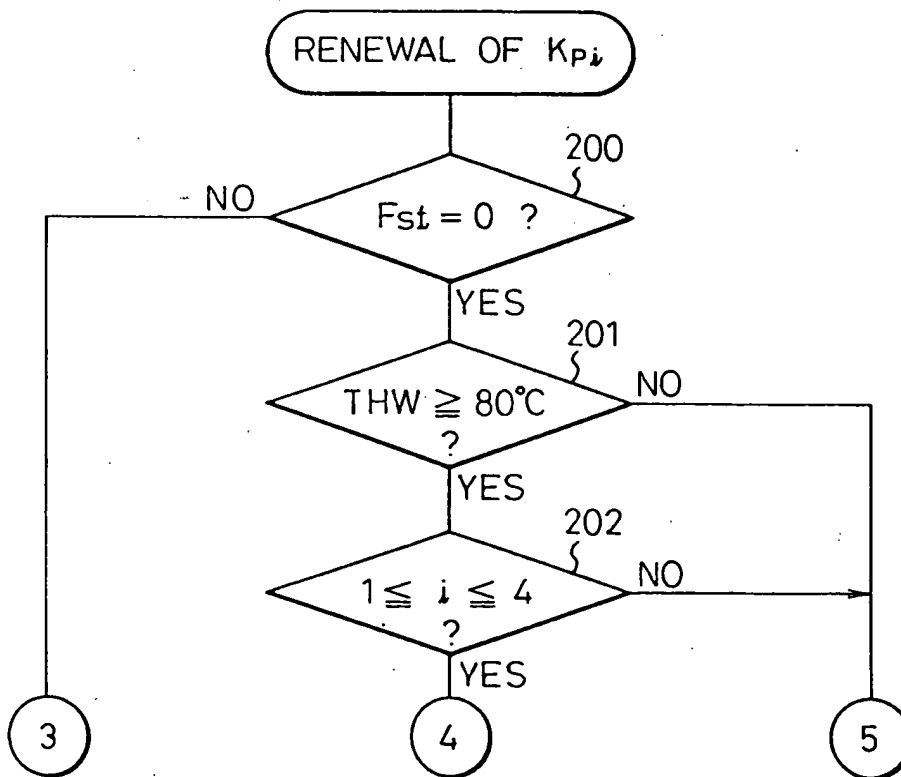 RENEWAL OF KPi
200
NO
Fst = 0 ?
YES
201
THW ≧ 80°C
?
NO
YES
202
1 ≦ i ≦ 4
?
NO
YES
3
4
5